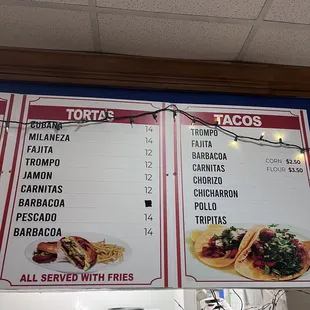 TORTAS
CUBANA 14
MILANEZA 14
FAJITA 12
TROMPO 12
JAMON 12
CARNITAS 12
BARBACOA
PESCADO 14
BARBACOA 14
ALL SERVED WITH FRIES
TACOS
TROMPO
FAJITA
BARBACOA
CARNITAS
CHORIZO
CHICHARRON
POLLO
TRIPITAS
CORN $2.50
FLOUR $3.50